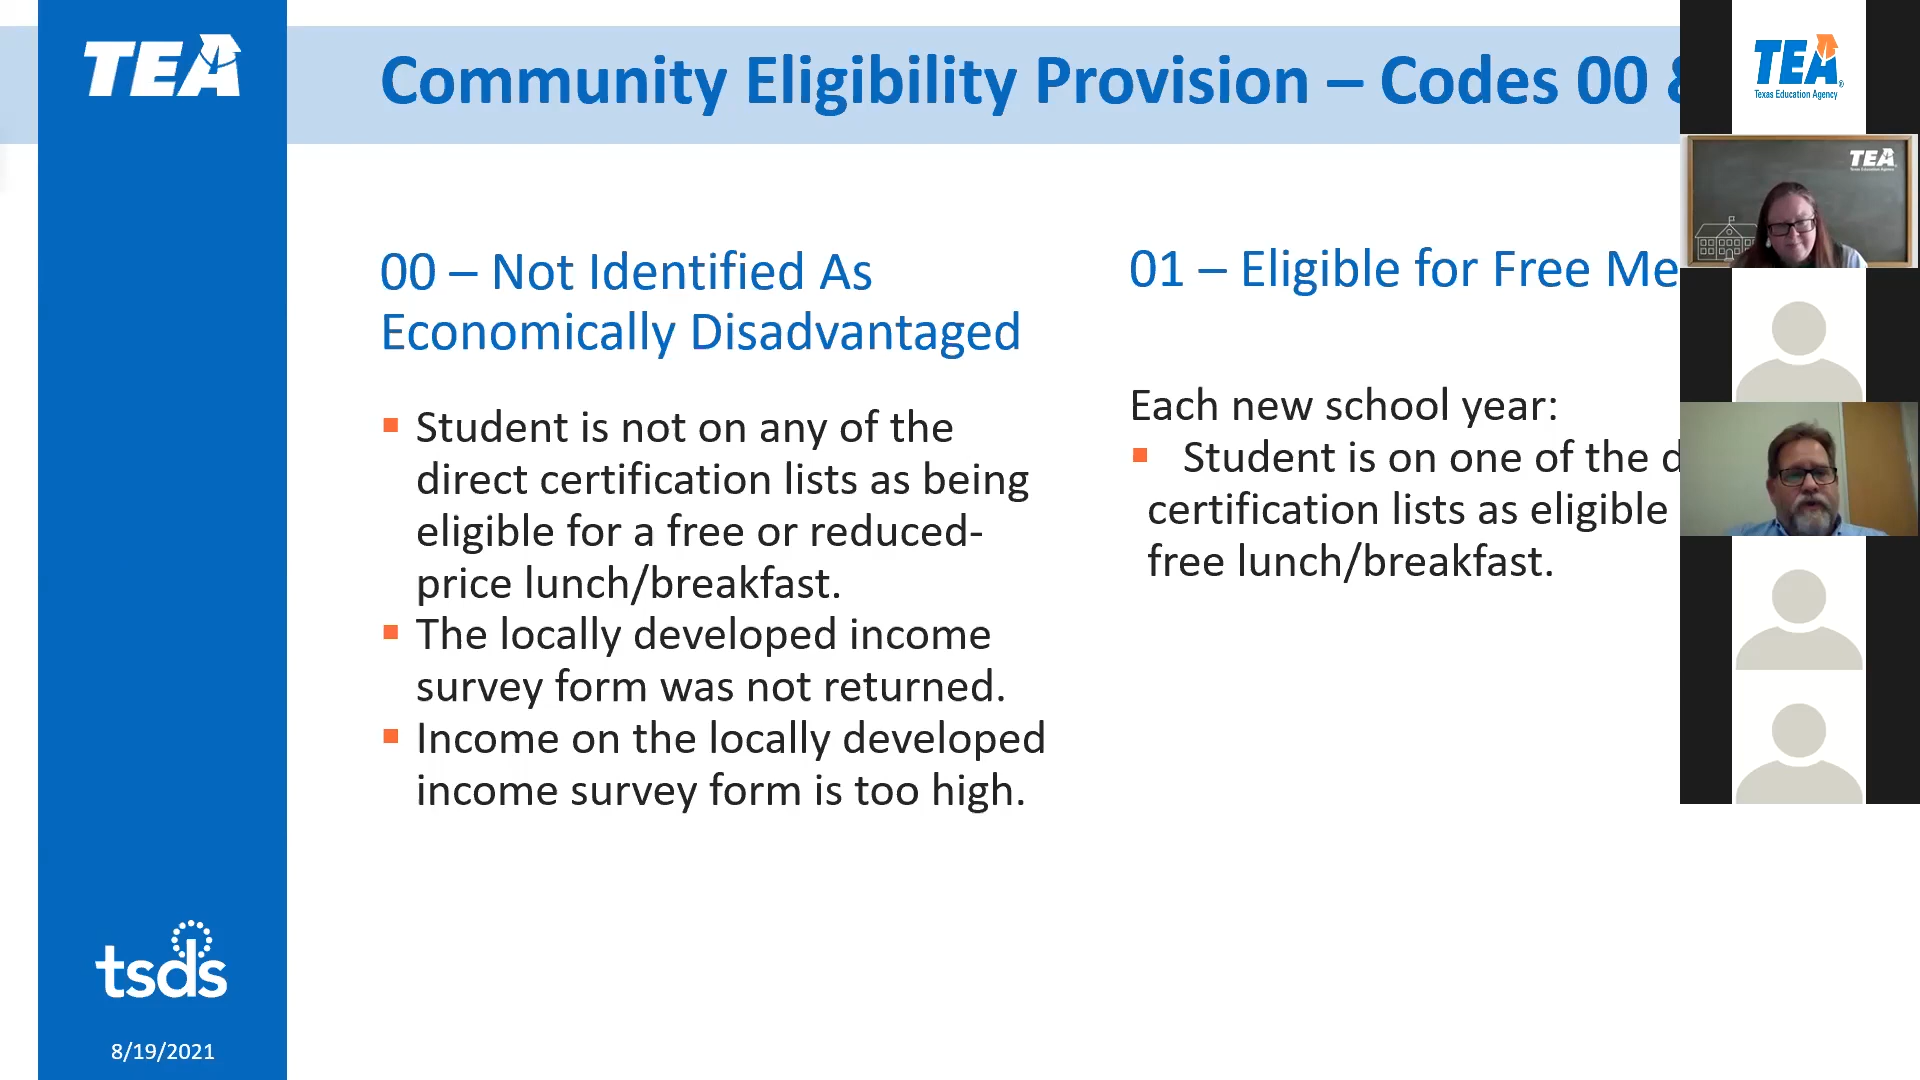 TEA
Community Eligibility Provision – Codes 00
TEA
Texas Education Agency
TEA
00 – Not Identified As
Economically Disadvantaged
▪ Student is not on any of the
direct certification lists as being
eligible for a free or reduced-
price lunch/breakfast.
▪ The locally developed income
survey form was not returned.
▪ Income on the locally developed
income survey form is too high.
01 – Eligible for Free
Each new school year:
▪ Student is on one of the
certification lists as eligible
free lunch/breakfast.
tsds
8/19/2021